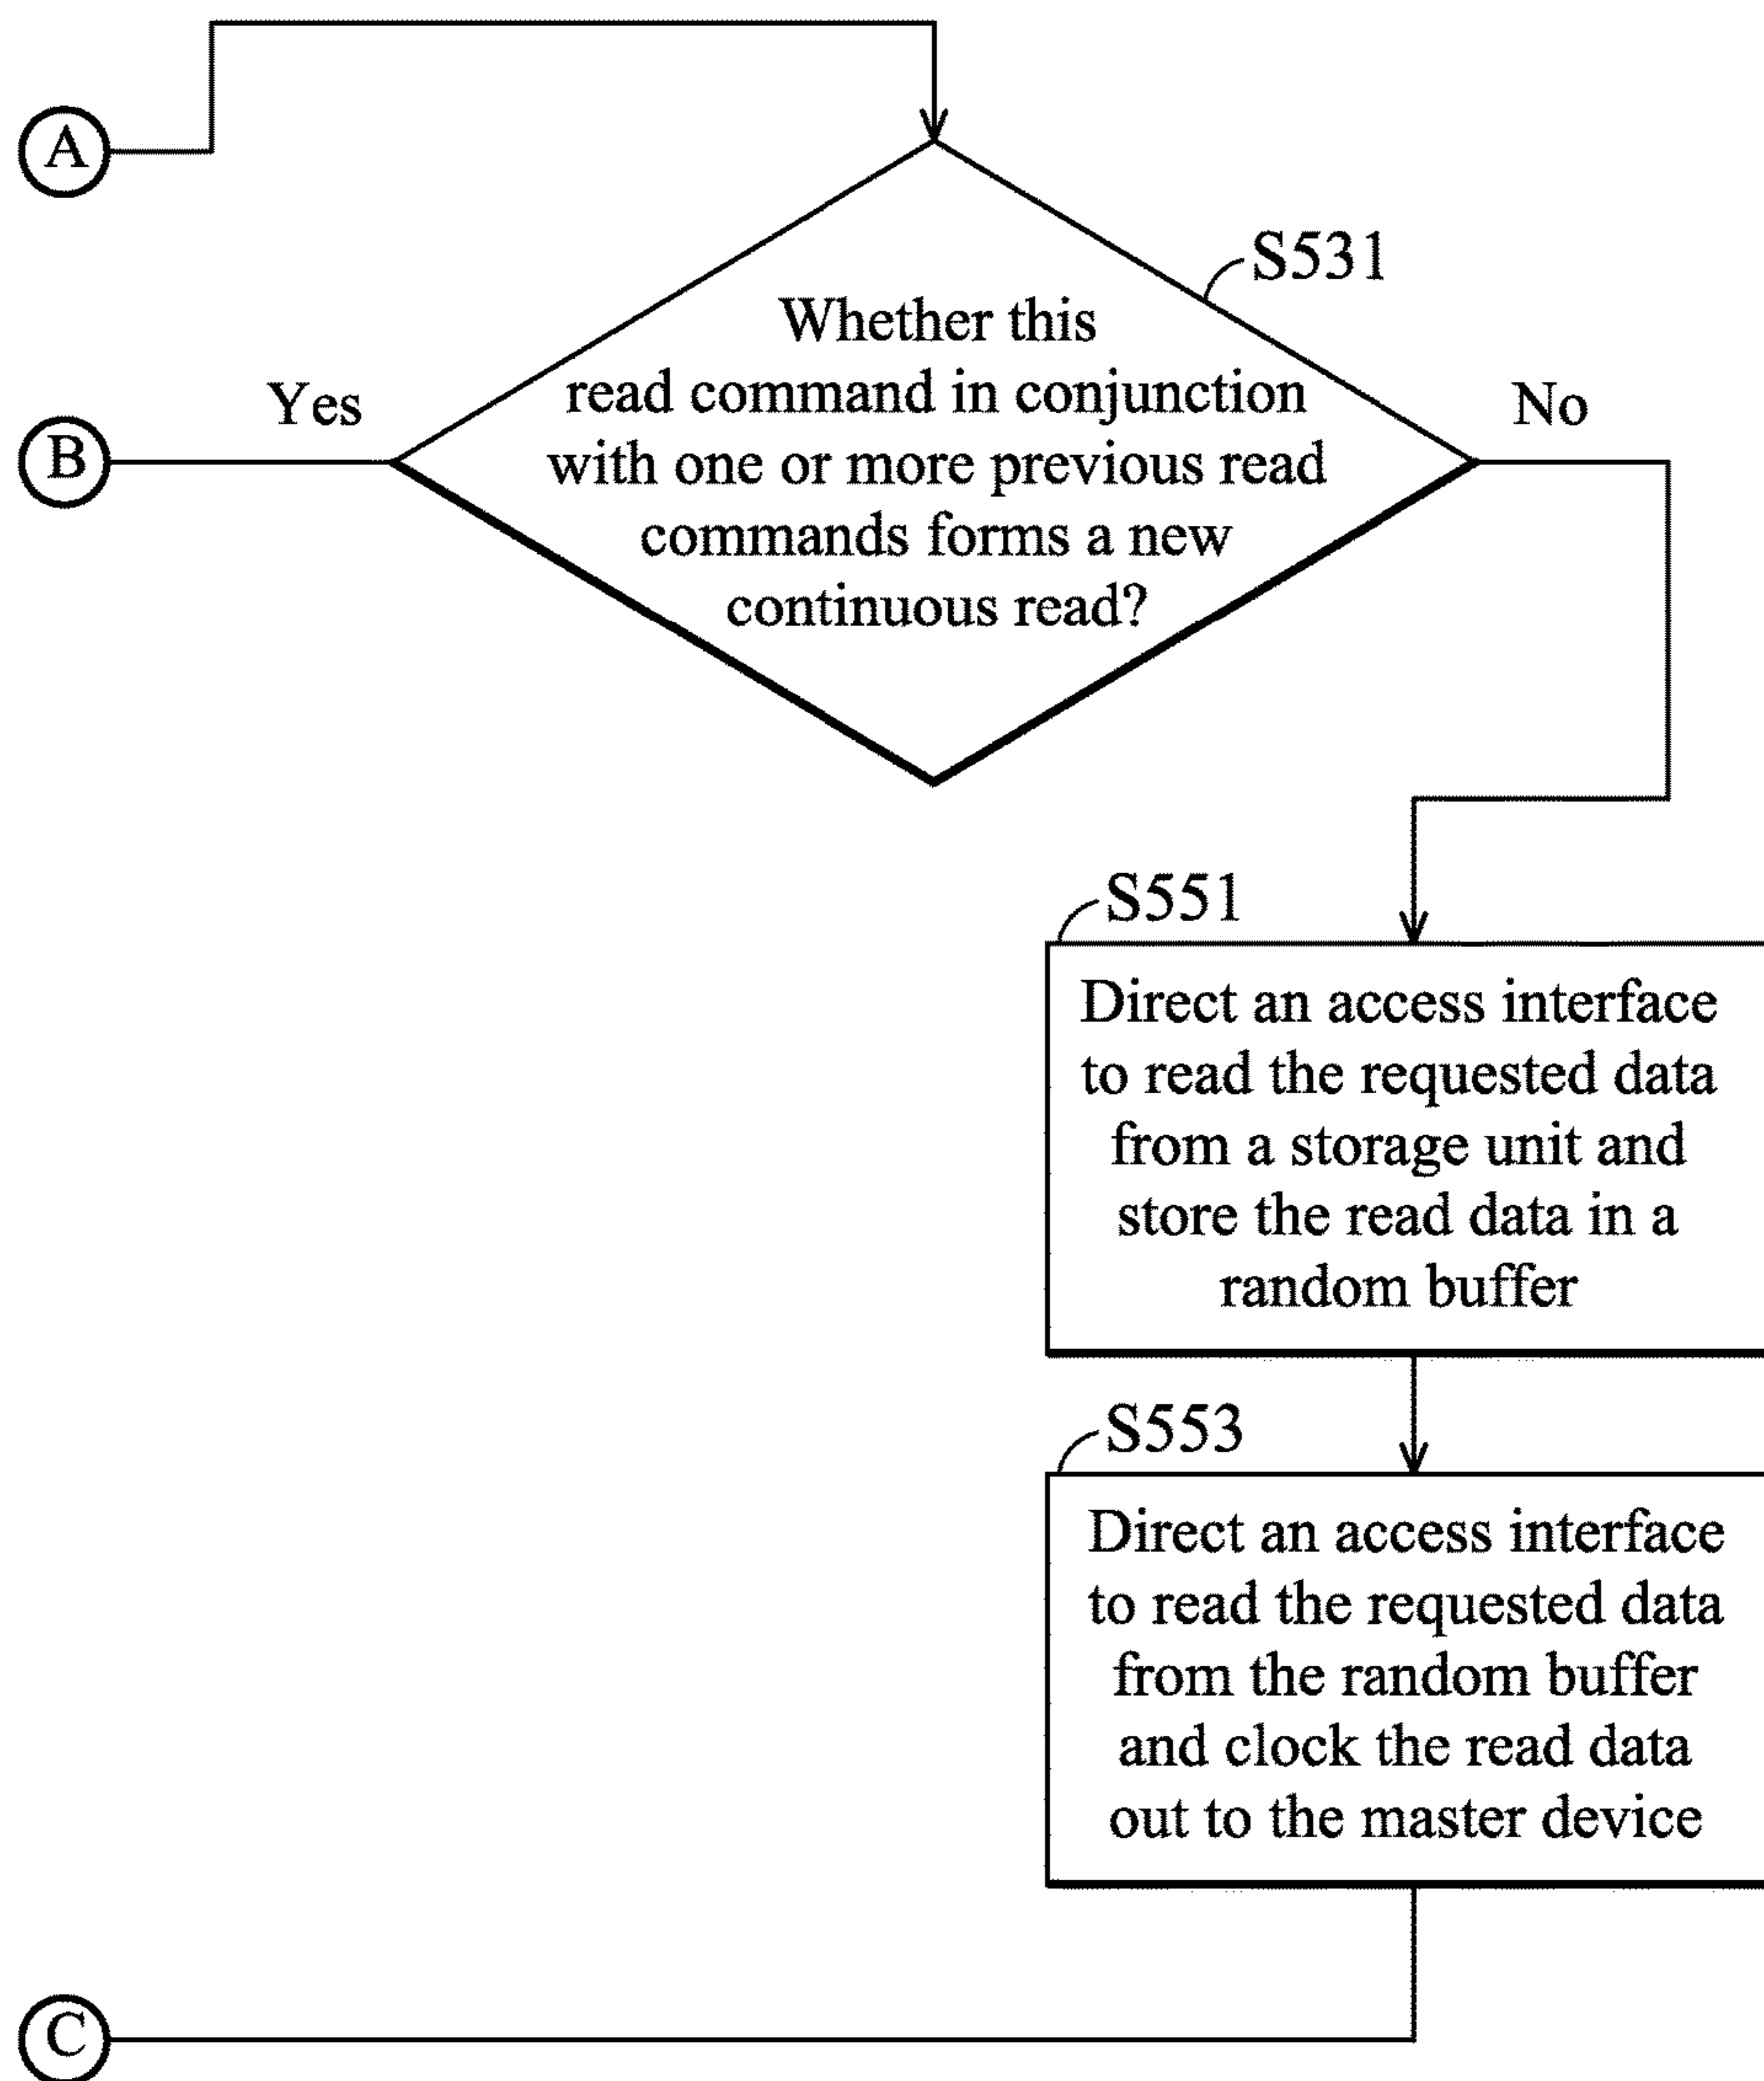 A
S531
Whether this
read command in conjunction
with one or more previous read
commands forms a new
continuous read?
Yes
No
B
S551
Direct an access interface
to read the requested data
from a storage unit and
store the read data in a
random buffer
S553
Direct an access interface
to read the requested data
from the random buffer
and clock the read data
out to the master device
C